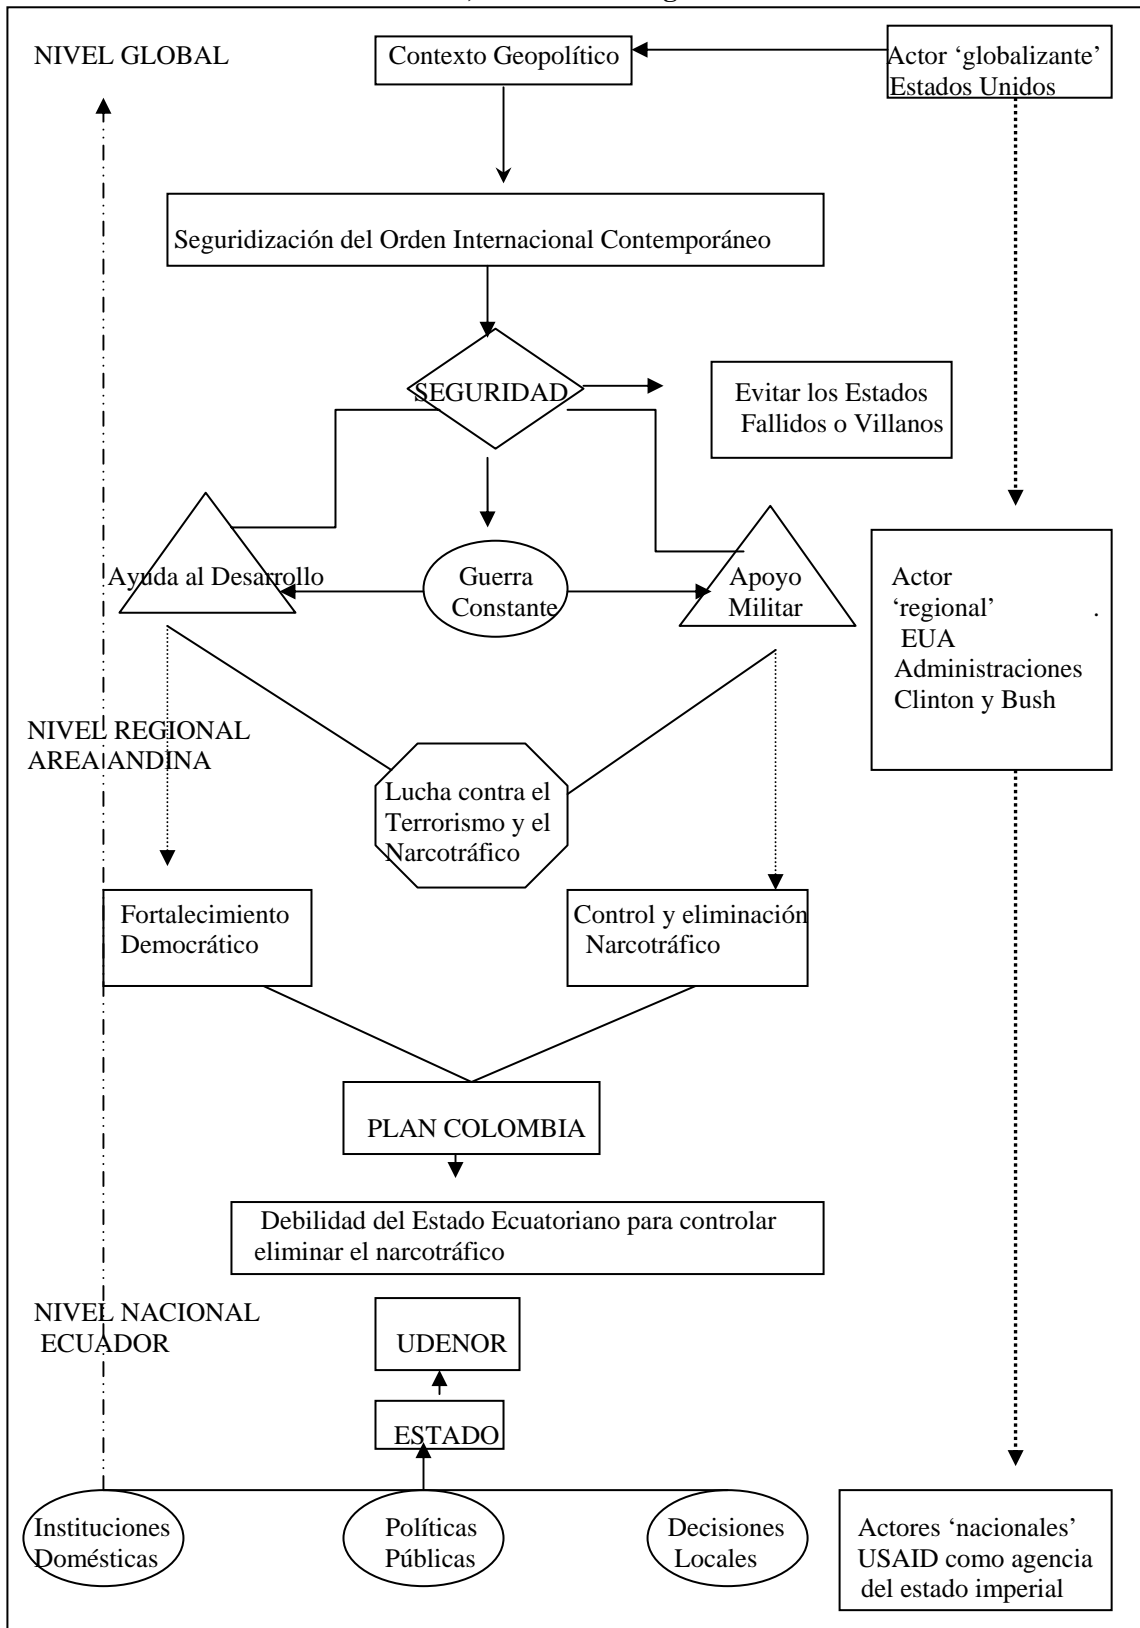 NIVEL GLOBAL
Contexto Geopolítico
Actor ‘globalizante’
Estados Unidos
Seguridización del Orden Internacional Contemporáneo
SEGURIDAD
Evitar los Estados
Fallidos o Villanos
Ayuda al Desarrollo
Guerra
Constante
Apoyo
Militar
Actor
‘regional’ .
EUA
Administraciones
Clinton y Bush
NIVEL REGIONAL
AREA ANDINA
Lucha contra el
Terrorismo y el
Narcotráfico
Fortalecimiento
Democrático
Control y eliminación
Narcotráfico
PLAN COLOMBIA
Debilidad del Estado Ecuatoriano para controlar
eliminar el narcotráfico
NIVEL NACIONAL
ECUADOR
UDENOR
ESTADO
Instituciones
Domésticas
Políticas
Públicas
Decisiones
Locales
Actores ‘nacionales’
USAID como agencia
del estado imperial